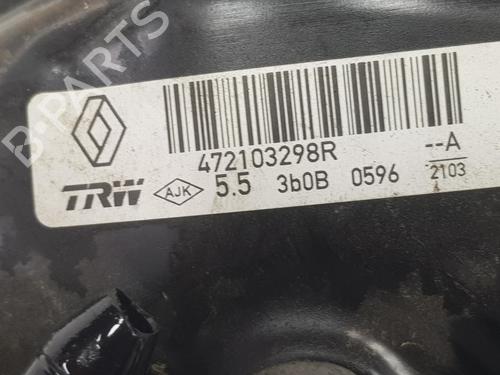 B-PARTS
472103298R
--A
TRW AJK 5.5 3b0B 0596 2103